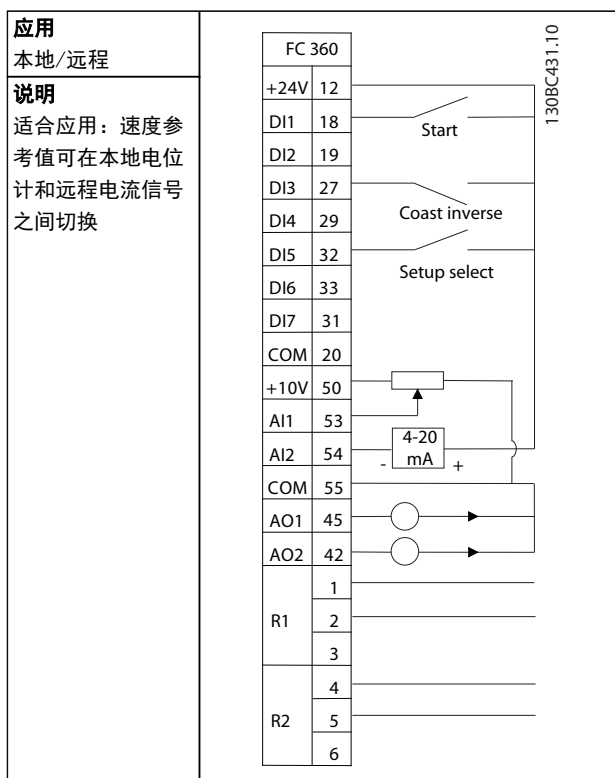 应用
本地/远程
说明
适合应用：速度参
考值可在本地电位
计和远程电流信号
之间切换
FC 360
+24V 12
DI1 18
DI2 19
DI3 27
DI4 29
DI5 32
DI6 33
DI7 31
COM 20
+10V 50
AI1 53
AI2 54
COM 55
AO1 45
AO2 42
R1
1
2
3
R2
4
5
6
Start
Coast inverse
Setup select
4-20
mA
- +
130BC431.10